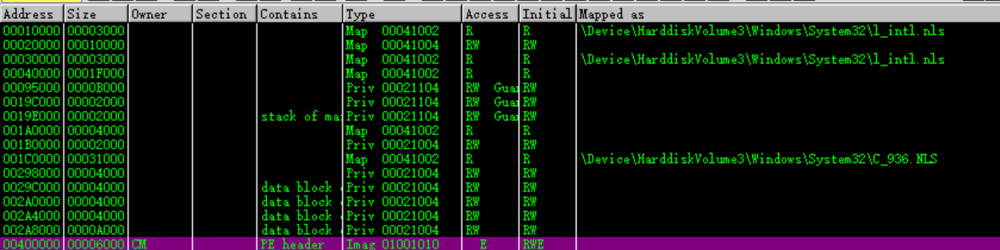 Address Size Owner Section Contains Type Access Initial Mapped as
00010000 00003000 Map 00041002 R R \Device\HarddiskVolume3\Windows\System32\l_intl.nls
00020000 00010000 Map 00041004 RW RW
00030000 00003000 Map 00041002 R R \Device\HarddiskVolume3\Windows\System32\l_intl.nls
00040000 0001F000 Map 00041002 R R
00095000 0000B000 Priv 00021104 RW Gua RW
0019C000 00002000 Priv 00021104 RW Gua RW
0019E000 00002000 stack of ma Priv 00021104 RW Gua RW
001A0000 00004000 Map 00041002 R R
001B0000 00002000 Priv 00021004 RW RW
001C0000 00031000 Map 00041002 R R \Device\HarddiskVolume3\Windows\System32\C_936.NLS
00298000 00004000 Priv 00021004 RW RW
0029C000 00004000 data block Priv 00021004 RW RW
002A0000 00004000 data block Priv 00021004 RW RW
002A4000 00004000 data block Priv 00021004 RW RW
002A8000 0000A000 data block Priv 00021004 RW RW
00400000 00006000 CM PE header Imag 01001010 E RWE